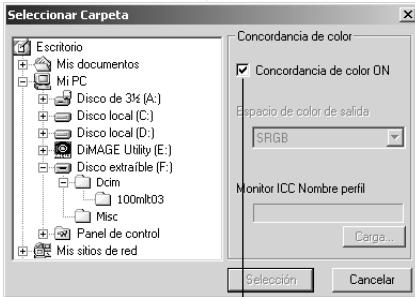 Seleccionar Carpeta
Escritorio
Mis documentos
Mi PC
Disco de 3½ (A:)
Disco local (C:)
Disco local (D:)
DiMAGE Utility (E:)
Disco extraíble (F:)
Dcim
100mlt03
Misc
Panel de control
Mis sitios de red
Concordancia de color
Concordancia de color ON
Espacio de color de salida
SRGB
Monitor ICC Nombre perfil
Carga...
Selección
Cancelar